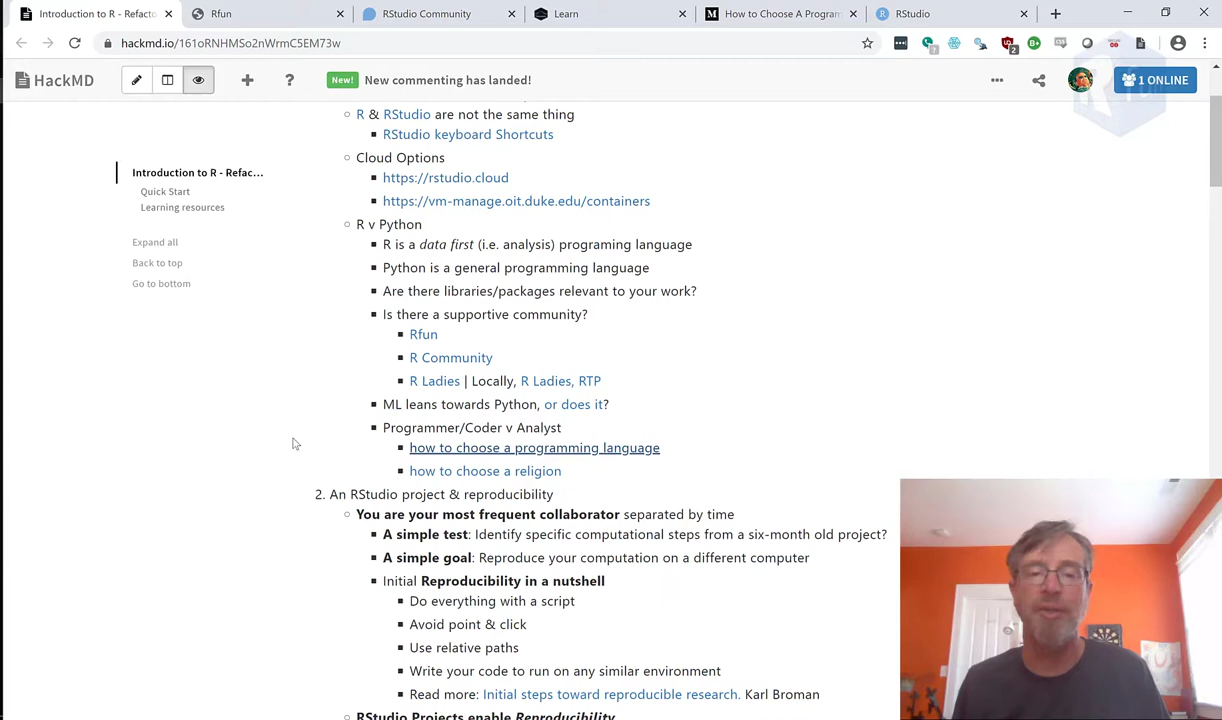 Introduction to R - Refacto
Rfun
RStudio Community
Learn
How to Choose A Program
RStudio
hackmd.io/161oRNHMSo2nWrmC5EM73w
HackMD
New!
New commenting has landed!
1 ONLINE
Introduction to R - Refac...
Quick Start
Learning resources
Expall all
Back to top
Go to bottom
R & RStudio are not the same thing
RStudio keyboard Shortcuts
Cloud Options
https://rstudio.cloud
https://vm-manage.oit.duke.edu/containers
R v Python
R is a data first (i.e. analysis) programing language
Python is a general programming language
Are there libraries/packages relevant to your work?
Is there a supportive community?
Rfun
R Community
R Ladies | Locally, R Ladies, RTP
ML leans towards Python, or does it?
Programmer/Coder v Analyst
how to choose a programming language
how to choose a religion
2. An RStudio project & reproducibility
You are your most frequent collaborator separated by time
A simple test: Identify specific computational steps from a six-month old project?
A simple goal: Reproduce your computation on a different computer
Initial Reproducibility in a nutshell
Do everything with a script
Avoid point & click
Use relative paths
Write your code to run on any similar environment
Read more: Initial steps toward reproducible research. Karl Broman
RStudio Projects enable Reproducibility